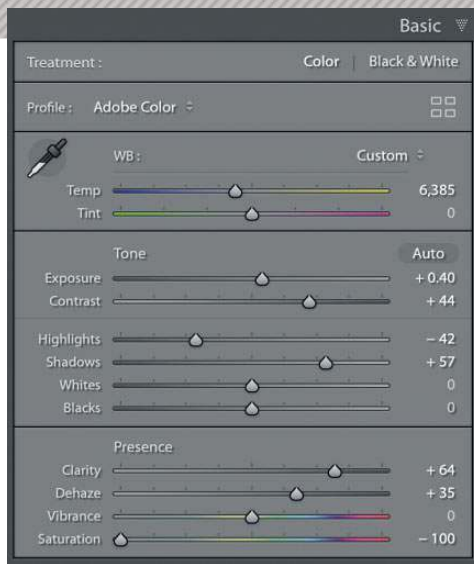 Basic
Treatment : Color | Black & White
Profile : Adobe Color
WB : Custom
Temp 6,385
Tint 0
Tone Auto
Exposure + 0.40
Contrast + 44
Highlights − 42
Shadows + 57
Whites 0
Blacks 0
Presence
Clarity + 64
Dehaze + 35
Vibrance 0
Saturation − 100